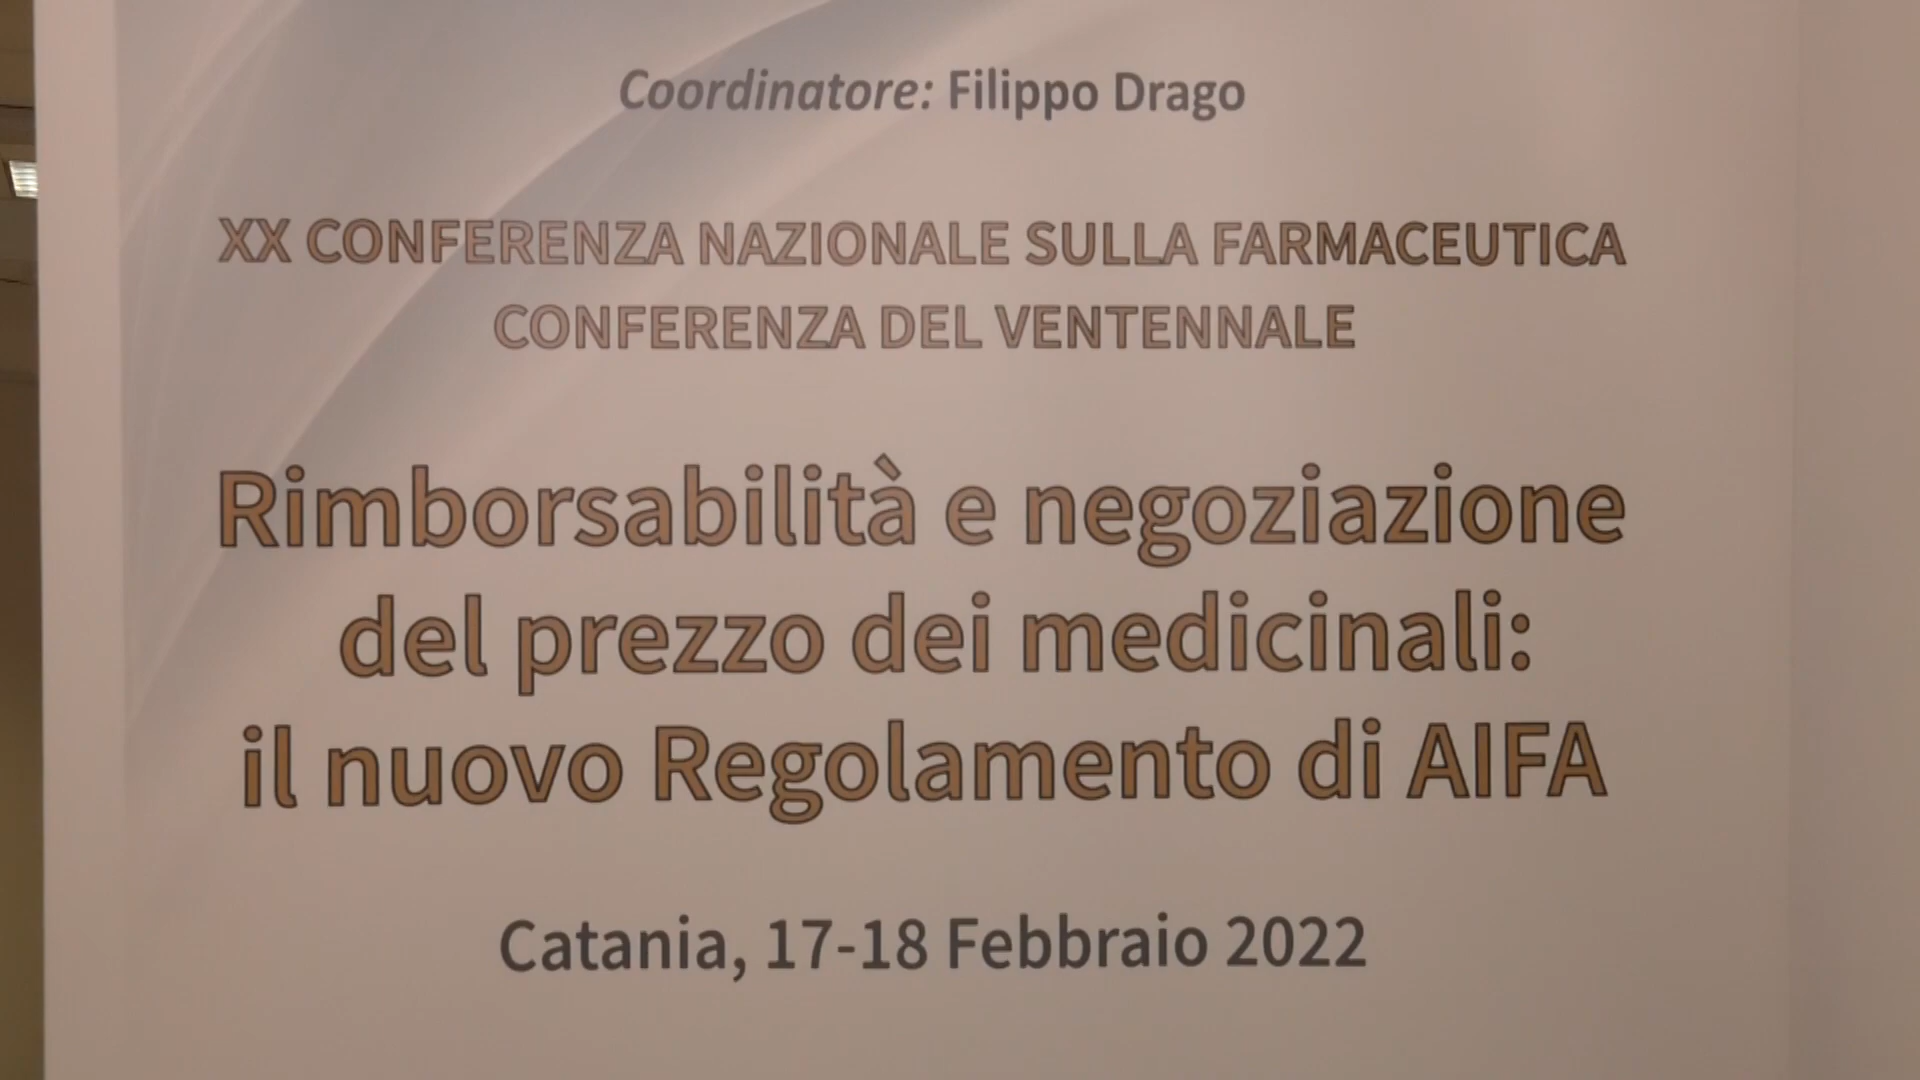 Coordinatore: Filippo Drago
XX CONFERENZA NAZIONALE SULLA FARMACEUTICA
CONFERENZA DEL VENTENNALE
Rimborsabilità e negoziazione
del prezzo dei medicinali:
il nuovo Regolamento di AIFA
Catania, 17-18 Febbraio 2022